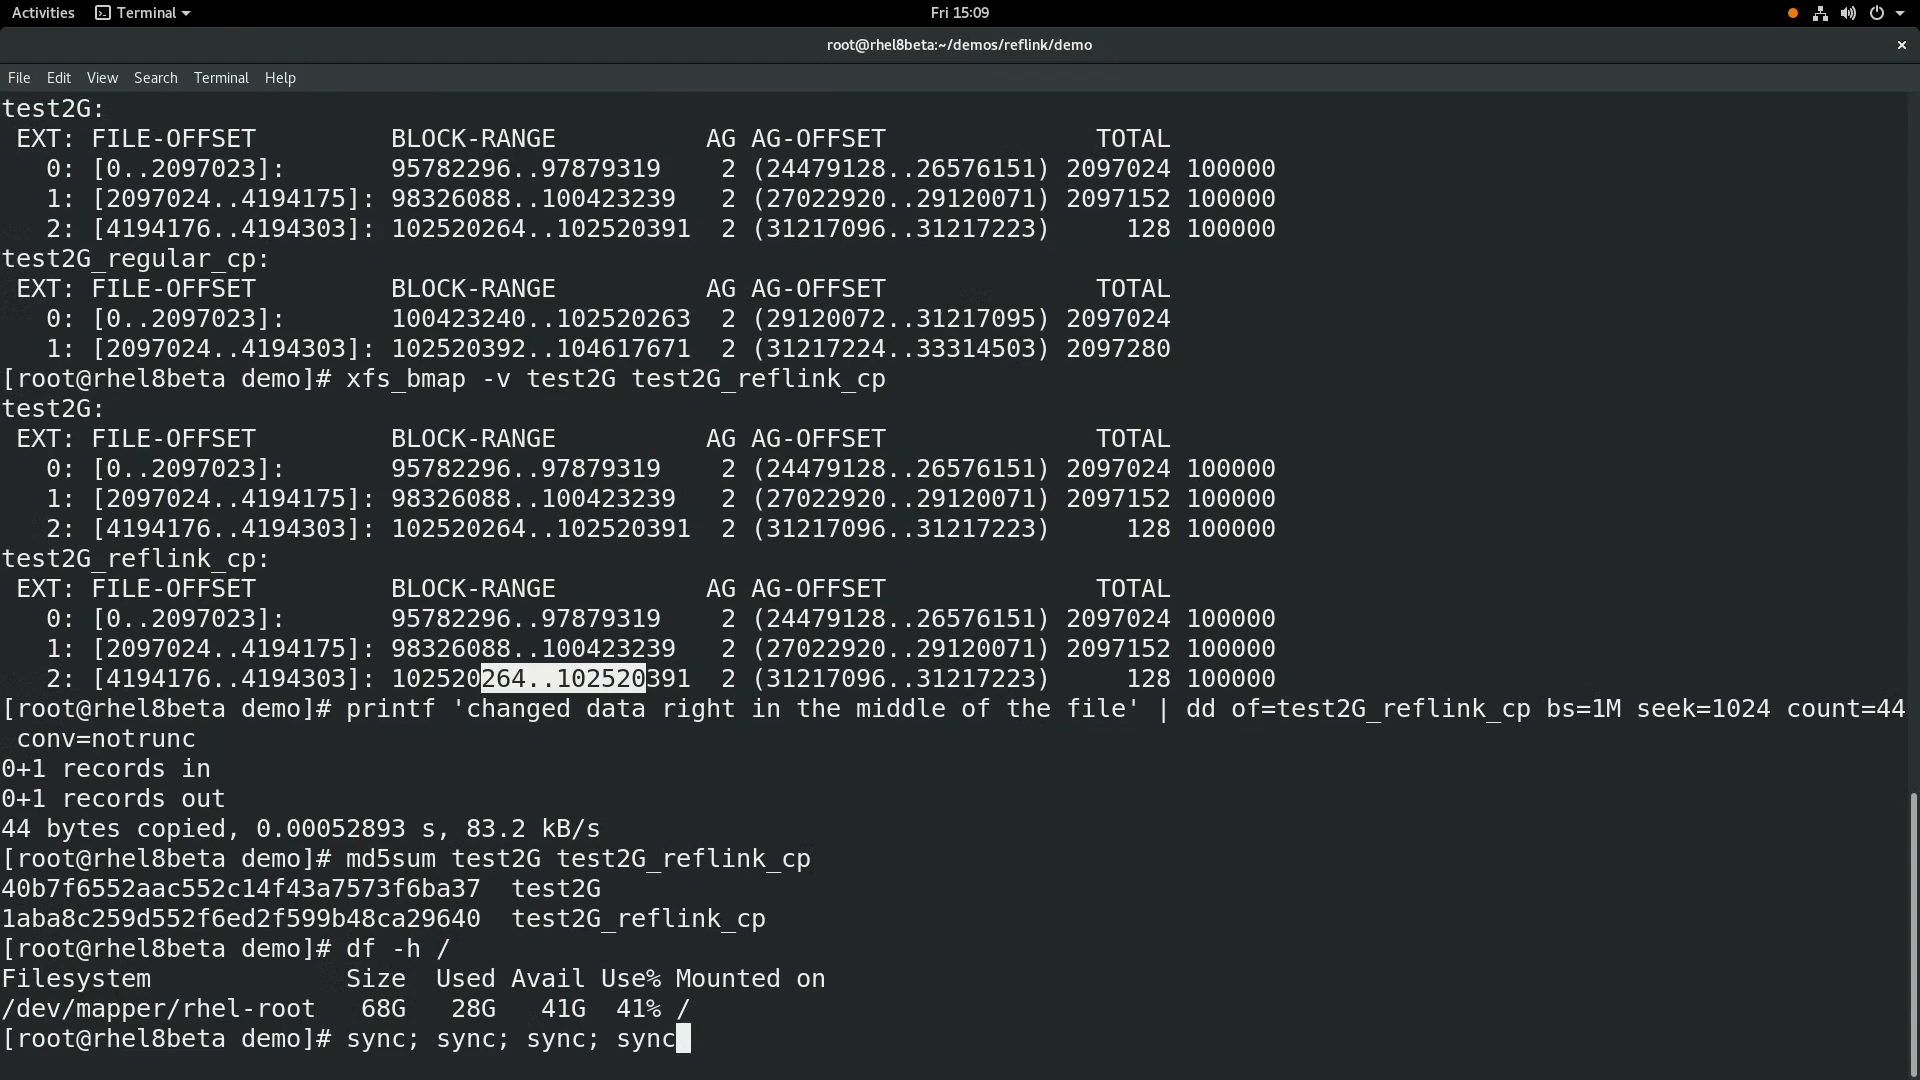 Activities Terminal Fri 15:09
root@rhel8beta:~/demos/reflink/demo ×
File Edit View Search Terminal Help
test2G:
 EXT: FILE-OFFSET         BLOCK-RANGE          AG AG-OFFSET              TOTAL
   0: [0..2097023]:       95782296..97879319    2 (24479128..26576151) 2097024 100000
   1: [2097024..4194175]: 98326088..100423239   2 (27022920..29120071) 2097152 100000
   2: [4194176..4194303]: 102520264..102520391  2 (31217096..31217223)     128 100000
test2G_regular_cp:
 EXT: FILE-OFFSET         BLOCK-RANGE          AG AG-OFFSET              TOTAL
   0: [0..2097023]:       100423240..102520263  2 (29120072..31217095) 2097024
   1: [2097024..4194303]: 102520392..104617671  2 (31217224..33314503) 2097280
[root@rhel8beta demo]# xfs_bmap -v test2G test2G_reflink_cp
test2G:
 EXT: FILE-OFFSET         BLOCK-RANGE          AG AG-OFFSET              TOTAL
   0: [0..2097023]:       95782296..97879319    2 (24479128..26576151) 2097024 100000
   1: [2097024..4194175]: 98326088..100423239   2 (27022920..29120071) 2097152 100000
   2: [4194176..4194303]: 102520264..102520391  2 (31217096..31217223)     128 100000
test2G_reflink_cp:
 EXT: FILE-OFFSET         BLOCK-RANGE          AG AG-OFFSET              TOTAL
   0: [0..2097023]:       95782296..97879319    2 (24479128..26576151) 2097024 100000
   1: [2097024..4194175]: 98326088..100423239   2 (27022920..29120071) 2097152 100000
   2: [4194176..4194303]: 102520264..102520391  2 (31217096..31217223)     128 100000
[root@rhel8beta demo]# printf 'changed data right in the middle of the file' | dd of=test2G_reflink_cp bs=1M seek=1024 count=44
 conv=notrunc
0+1 records in
0+1 records out
44 bytes copied, 0.00052893 s, 83.2 kB/s
[root@rhel8beta demo]# md5sum test2G test2G_reflink_cp
40b7f6552aac552c14f43a7573f6ba37  test2G
1aba8c259d552f6ed2f599b48ca29640  test2G_reflink_cp
[root@rhel8beta demo]# df -h /
Filesystem             Size  Used Avail Use% Mounted on
/dev/mapper/rhel-root   68G   28G   41G  41% /
[root@rhel8beta demo]# sync; sync; sync; sync